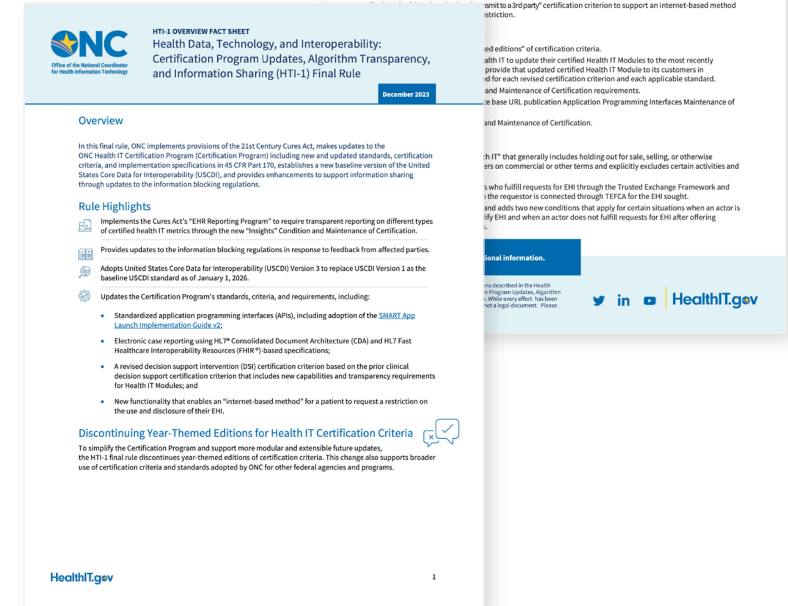 ONC
Office of the National Coordinator
for Health Information Technology
HTI-1 OVERVIEW FACT SHEET
Health Data, Technology, and Interoperability:
Certification Program Updates, Algorithm Transparency,
and Information Sharing (HTI-1) Final Rule
December 2023
Overview
In this final rule, ONC implements provisions of the 21st Century Cures Act, makes updates to the
ONC Health IT Certification Program (Certification Program) including new and updated standards, certification
criteria, and implementation specifications in 45 CFR Part 170, establishes a new baseline version of the United
States Core Data for Interoperability (USCDI), and provides enhancements to support information sharing
through updates to the information blocking regulations.
Rule Highlights
Implements the Cures Act's "EHR Reporting Program" to require transparent reporting on different types
of certified health IT metrics through the new "Insights" Condition and Maintenance of Certification.
Provides updates to the information blocking regulations in response to feedback from affected parties.
Adopts United States Core Data for Interoperability (USCDI) Version 3 to replace USCDI Version 1 as the
baseline USCDI standard as of January 1, 2026.
Updates the Certification Program's standards, criteria, and requirements, including:
• Standardized application programming interfaces (APIs), including adoption of the SMART App
Launch Implementation Guide v2;
• Electronic case reporting using HL7® Consolidated Document Architecture (CDA) and HL7 Fast
Healthcare Interoperability Resources (FHIR®)-based specifications;
• A revised decision support intervention (DSI) certification criterion based on the prior clinical
decision support certification criterion that includes new capabilities and transparency requirements
for Health IT Modules; and
• New functionality that enables an "internet-based method" for a patient to request a restriction on
the use and disclosure of their EHI.
Discontinuing Year-Themed Editions for Health IT Certification Criteria
To simplify the Certification Program and support more modular and extensible future updates,
the HTI-1 final rule discontinues year-themed editions of certification criteria. This change also supports broader
use of certification criteria and standards adopted by ONC for other federal agencies and programs.
HealthIT.gov
1
to a 3rd party" certification criterion to support an internet-based method
editions" of certification criteria.
IT to update their certified Health IT Modules to the most recently
provide that updated certified Health IT Module to its customers in
for each revised certification criterion and each applicable standard.
and Maintenance of Certification requirements.
base URL publication Application Programming Interfaces Maintenance of
and Maintenance of Certification.
IT" that generally includes holding out for sale, selling, or otherwise
on commercial or other terms and explicitly excludes certain activities and
who fulfill requests for EHI through the Trusted Exchange Framework and
the requestor is connected through TEFCA for the EHI sought.
and adds two new conditions that apply for certain situations when an actor is
EHI and when an actor does not fulfill requests for EHI after offering
information.
described in the Health
Program Updates, Algorithm
While every effort has been
not a legal document. Please
HealthIT.gov